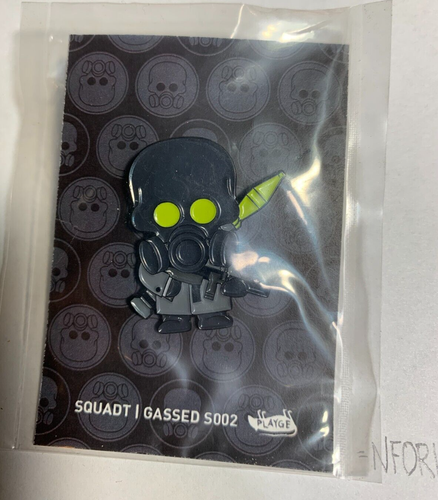 SQUADT | GASSED S002
PLAYGE
=NFOR